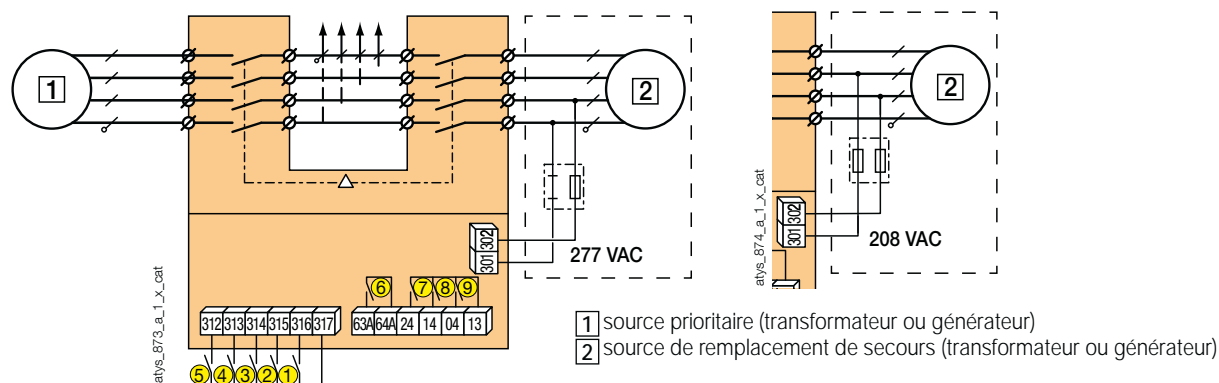 1
2
2
atys_873_a_1_x_cat
atys_874_a_1_x_cat
301 302
277 VAC
301 302
208 VAC
6 7 8 9
312 313 314 315 316 317
63A 64A 24 14 04 13
5 4 3 2 1
1 source prioritaire (transformateur ou générateur)
2 source de remplacement de secours (transformateur ou générateur)